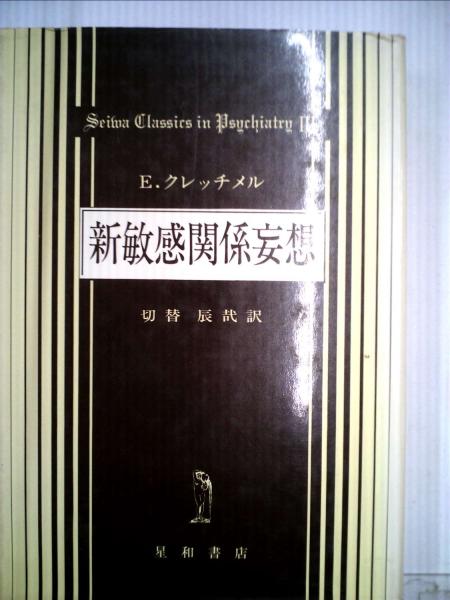 Seiwa Classics in Psychiatry
E.クレッチメル
新敏感関係妄想
切替 辰哉訳
星和書店